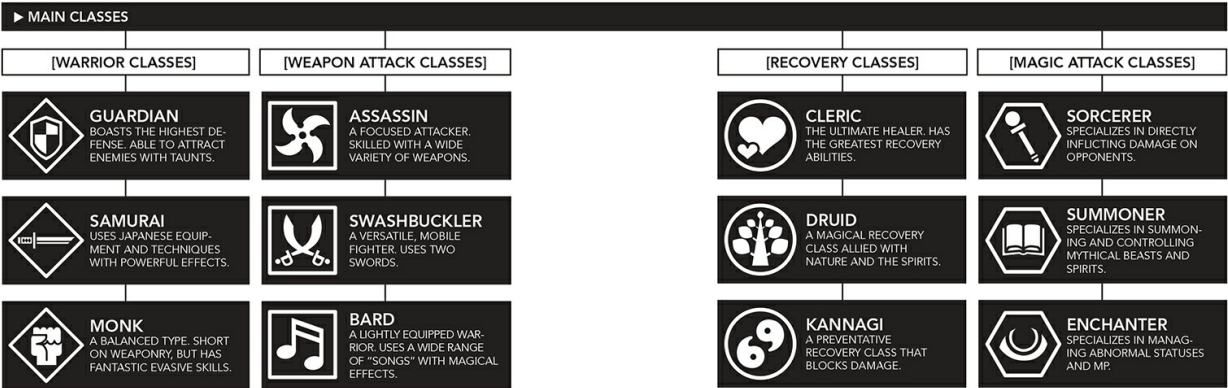 ▶ MAIN CLASSES
[WARRIOR CLASSES]
GUARDIAN
BOASTS THE HIGHEST DE-
FENSE. ABLE TO ATTRACT
ENEMIES WITH TAUNTS.
SAMURAI
USES JAPANESE EQUIP-
MENT AND TECHNIQUES
WITH POWERFUL EFFECTS.
MONK
A BALANCED TYPE. SHORT
ON WEAPONRY, BUT HAS
FANTASTIC EVASIVE SKILLS.
[WEAPON ATTACK CLASSES]
ASSASSIN
A FOCUSED ATTACKER.
SKILLED WITH A WIDE
VARIETY OF WEAPONS.
SWASHBUCKLER
A VERSATILE, MOBILE
FIGHTER. USES TWO
SWORDS.
BARD
A LIGHTLY EQUIPPED WAR-
RIOR. USES A WIDE RANGE
OF “SONGS” WITH MAGICAL
EFFECTS.
[RECOVERY CLASSES]
CLERIC
THE ULTIMATE HEALER. HAS
THE GREATEST RECOVERY
ABILITIES.
DRUID
A MAGICAL RECOVERY
CLASS ALLIED WITH
NATURE AND THE SPIRITS.
KANNAGI
A PREVENTATIVE
RECOVERY CLASS THAT
BLOCKS DAMAGE.
[MAGIC ATTACK CLASSES]
SORCERER
SPECIALIZES IN DIRECTLY
INFLICTING DAMAGE ON
OPPONENTS.
SUMMONER
SPECIALIZES IN SUMMON-
ING AND CONTROLLING
MYTHICAL BEASTS AND
SPIRITS.
ENCHANTER
SPECIALIZES IN MANAG-
ING ABNORMAL STATUSES
AND MP.